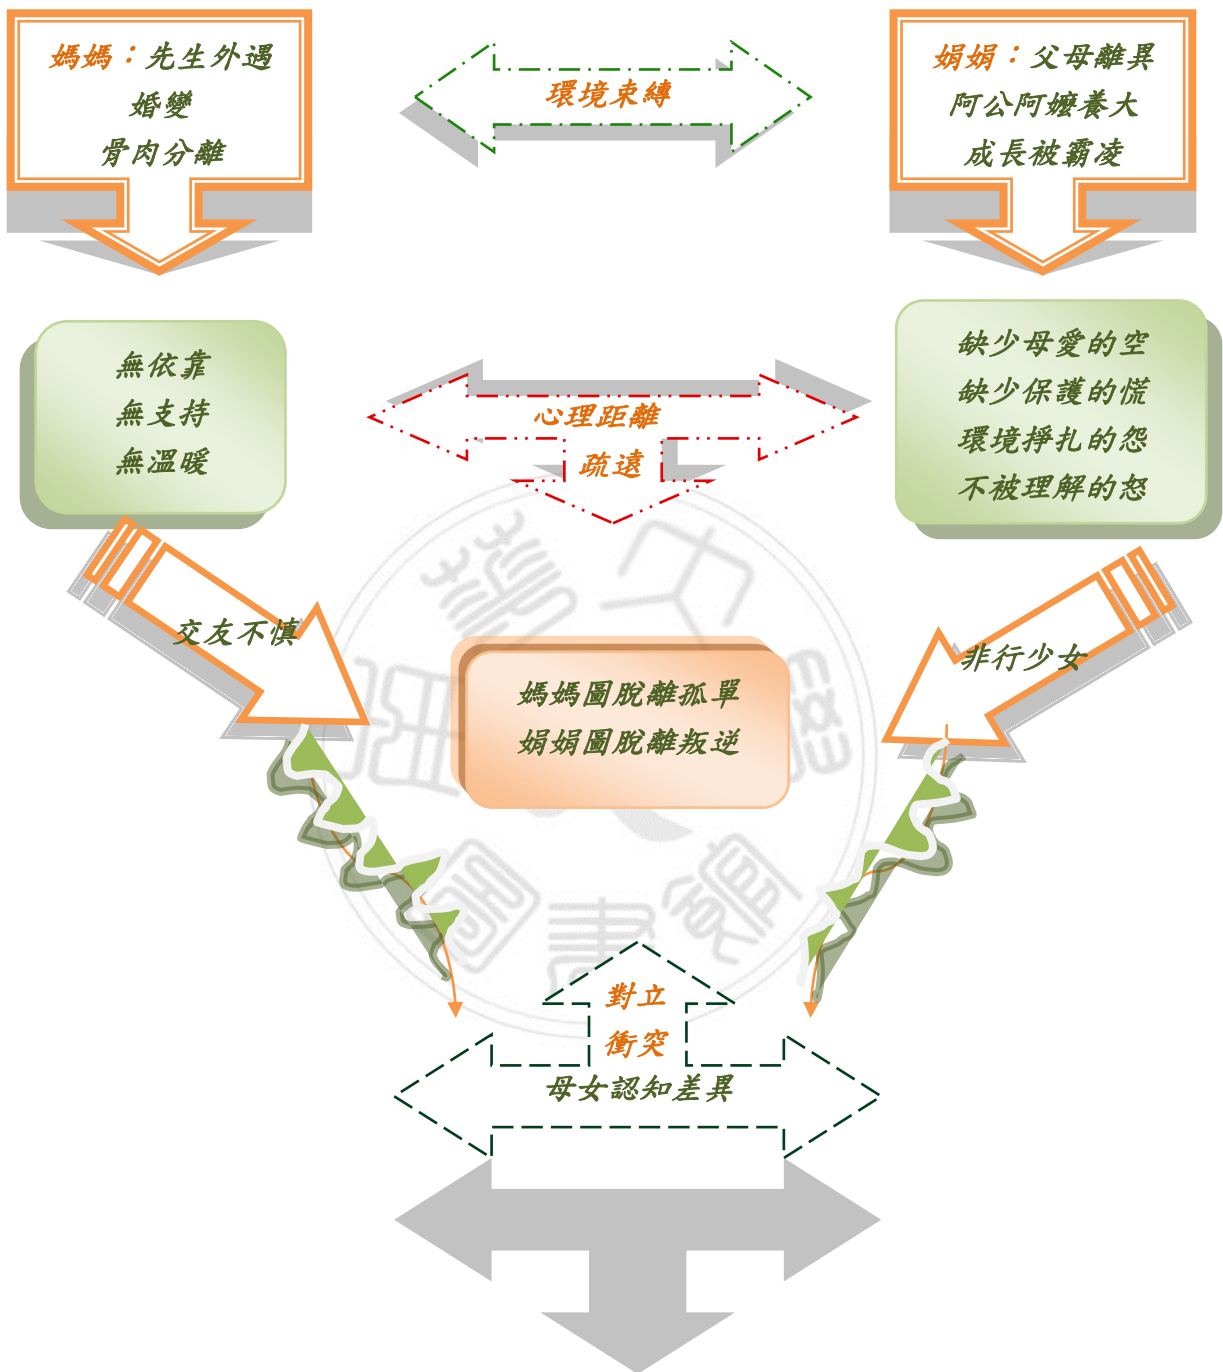 媽媽：先生外遇
婚變
骨肉分離
環境束縛
娟娟：父母離異
阿公阿嬤養大
成長被霸凌
無依靠
無支持
無溫暖
心理距離
疏遠
缺少母愛的空
缺少保護的慌
環境掙扎的怨
不被理解的怒
交友不慎
非行少女
媽媽圖脫離孤單
娟娟圖脫離叛逆
對立
衝突
母女認知差異